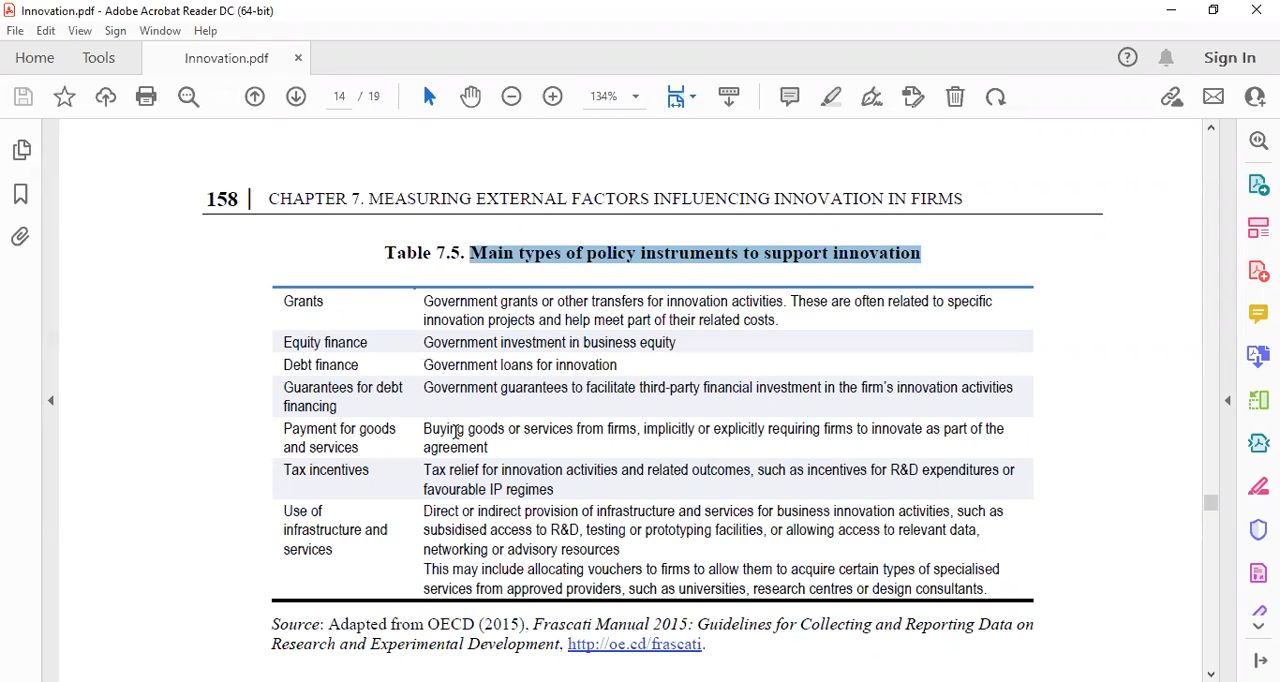 Innovation.pdf - Adobe Acrobat Reader DC (64-bit)
File Edit View Sign Window Help
Home Tools Innovation.pdf × Sign In
14 / 19 134%
158 CHAPTER 7. MEASURING EXTERNAL FACTORS INFLUENCING INNOVATION IN FIRMS
Table 7.5. Main types of policy instruments to support innovation
Grants Government grants or other transfers for innovation activities. These are often related to specific
innovation projects and help meet part of their related costs.
Equity finance Government investment in business equity
Debt finance Government loans for innovation
Guarantees for debt Government guarantees to facilitate third-party financial investment in the firm's innovation activities
financing
Payment for goods Buying goods or services from firms, implicitly or explicitly requiring firms to innovate as part of the
and services agreement
Tax incentives Tax relief for innovation activities and related outcomes, such as incentives for R&D expenditures or
favourable IP regimes
Use of Direct or indirect provision of infrastructure and services for business innovation activities, such as
infrastructure and subsidised access to R&D, testing or prototyping facilities, or allowing access to relevant data,
services networking or advisory resources
This may include allocating vouchers to firms to allow them to acquire certain types of specialised
services from approved providers, such as universities, research centres or design consultants.
Source: Adapted from OECD (2015), Frascati Manual 2015: Guidelines for Collecting and Reporting Data on
Research and Experimental Development, http://oe.cd/frascati.